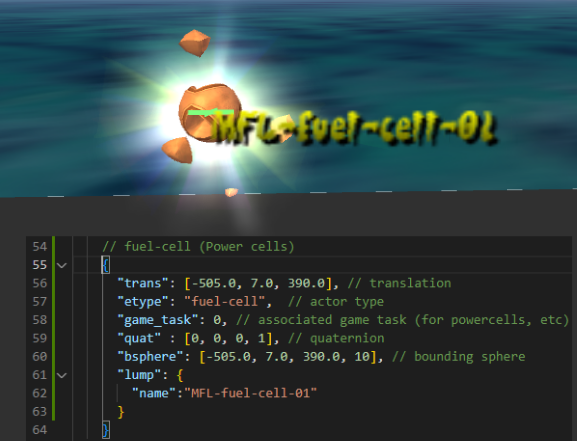 MFL-fuel-cell-01
54 // fuel-cell (Power cells)
55 {
56 "trans": [-505.0, 7.0, 390.0], // translation
57 "etype": "fuel-cell", // actor type
58 "game_task": 0, // associated game task (for powercells, etc)
59 "quat" : [0, 0, 0, 1], // quaternion
60 "bsphere": [-505.0, 7.0, 390.0, 10], // bounding sphere
61 "lump": {
62 "name":"MFL-fuel-cell-01"
63 }
64 }